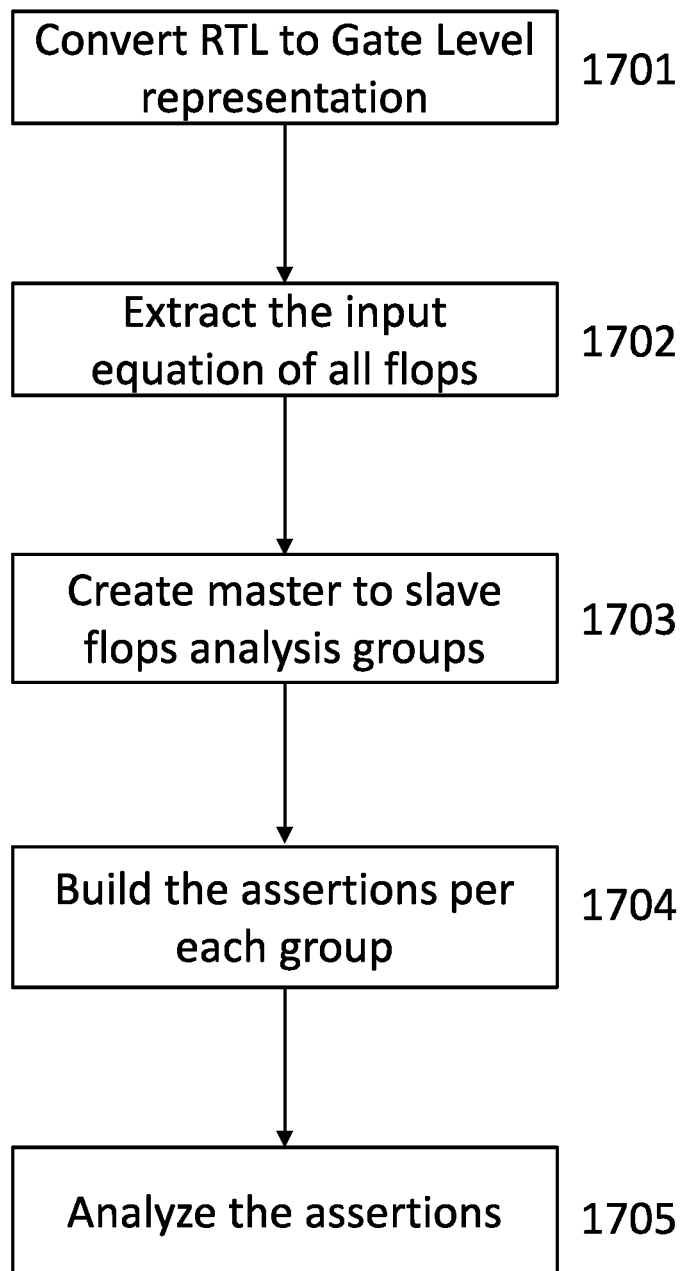 Convert RTL to Gate Level
representation
1701
Extract the input
equation of all flops
1702
Create master to slave
flops analysis groups
1703
Build the assertions per
each group
1704
Analyze the assertions
1705